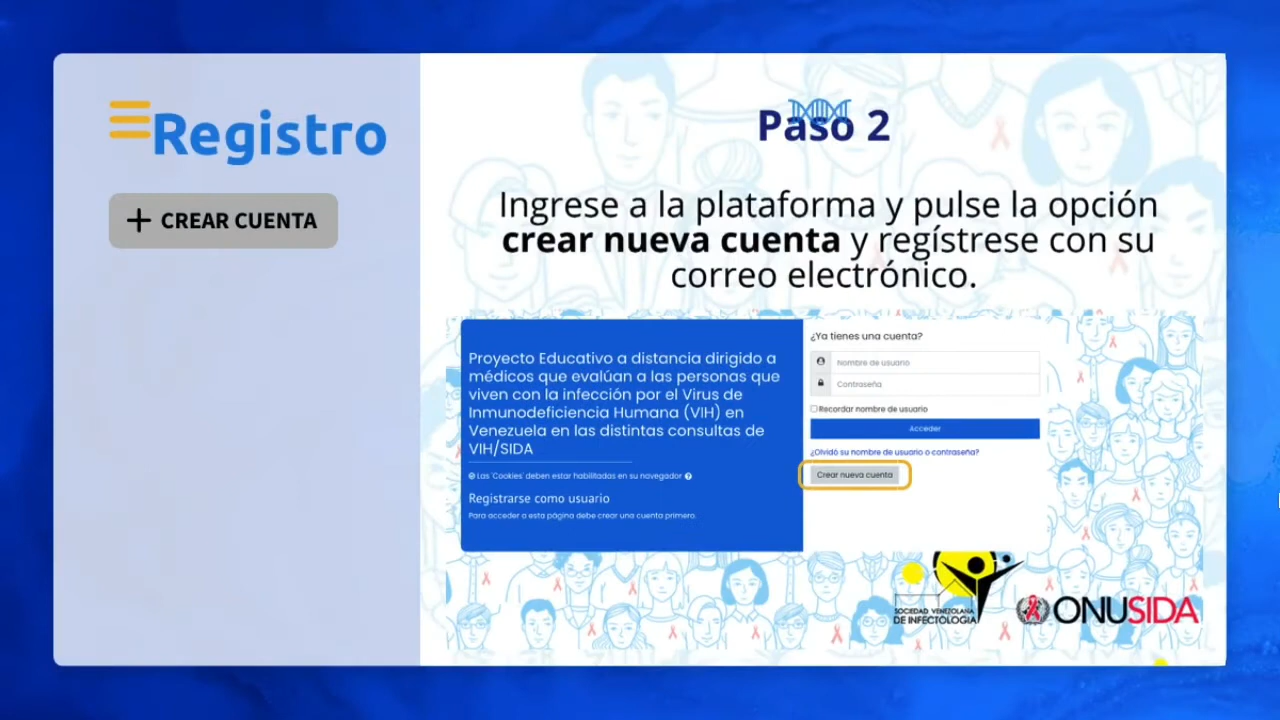 Registro
+ CREAR CUENTA
Paso 2
Ingrese a la plataforma y pulse la opción
crear nueva cuenta y regístrese con su
correo electrónico.
Proyecto Educativo a distancia dirigido a
médicos que evalúan a las personas que
viven con la infección por el Virus de
Inmunodeficiencia Humana (VIH) en
Venezuela en las distintas consultas de
VIH/SIDA
Las 'Cookies' deben estar habilitadas en su navegador
Registrarse como usuario
Para acceder a esta página debe crear una cuenta primero.
¿Ya tienes una cuenta?
Nombre de usuario
Contraseña
Recordar nombre de usuario
Acceder
¿Olvidó su nombre de usuario o contraseña?
Crear nueva cuenta
SOCIEDAD VENEZOLANA
DE INFECTOLOGIA
ONUSIDA